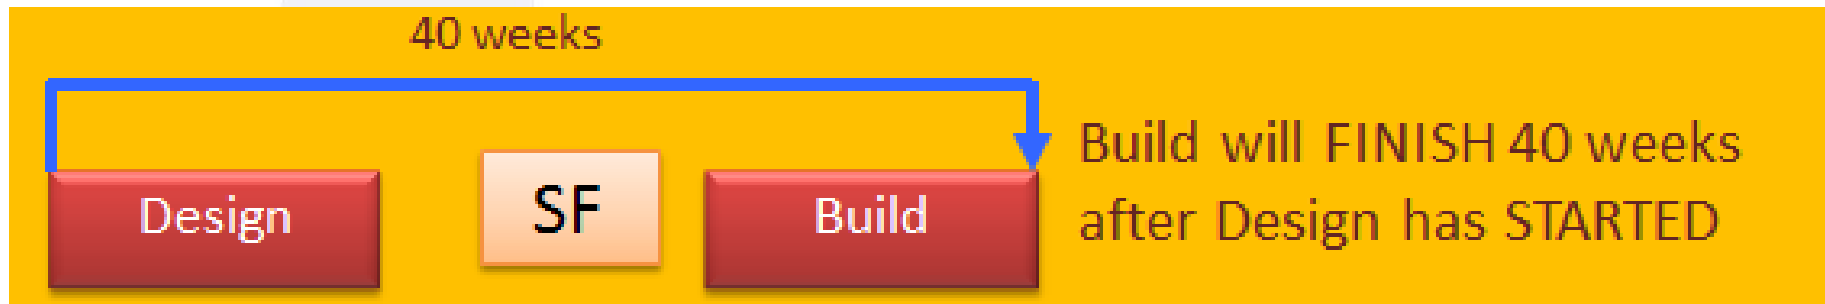 40 weeks
Design
SF
Build
Build will FINISH 40 weeks
after Design has STARTED